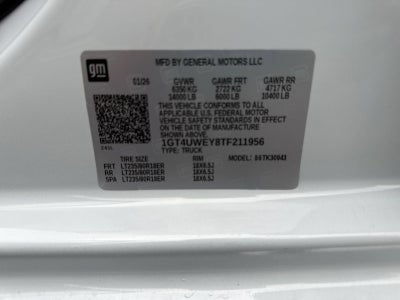 gm
MFD BY GENERAL MOTORS LLC
01/26 GVWR GAWR FRT GAWR RR
6350 KG 2722 KG 4717 KG
14000 LB 6000 LB 10400 LB
THIS VEHICLE CONFORMS TO ALL
APPLICABLE U.S. FEDERAL MOTOR
VEHICLE SAFETY STANDARDS IN EFFECT
ON THE DATE OF MANUFACTURE
SHOWN ABOVE.
1GT4UWEY8TF211956
TYPE: TRUCK
TIRE SIZE RIM MODEL:
FRT LT235/80R18ER 18X6.5J
RR LT235/80R18ER 18X6.5J
SPA LT235/80R18ER 18X6.5J